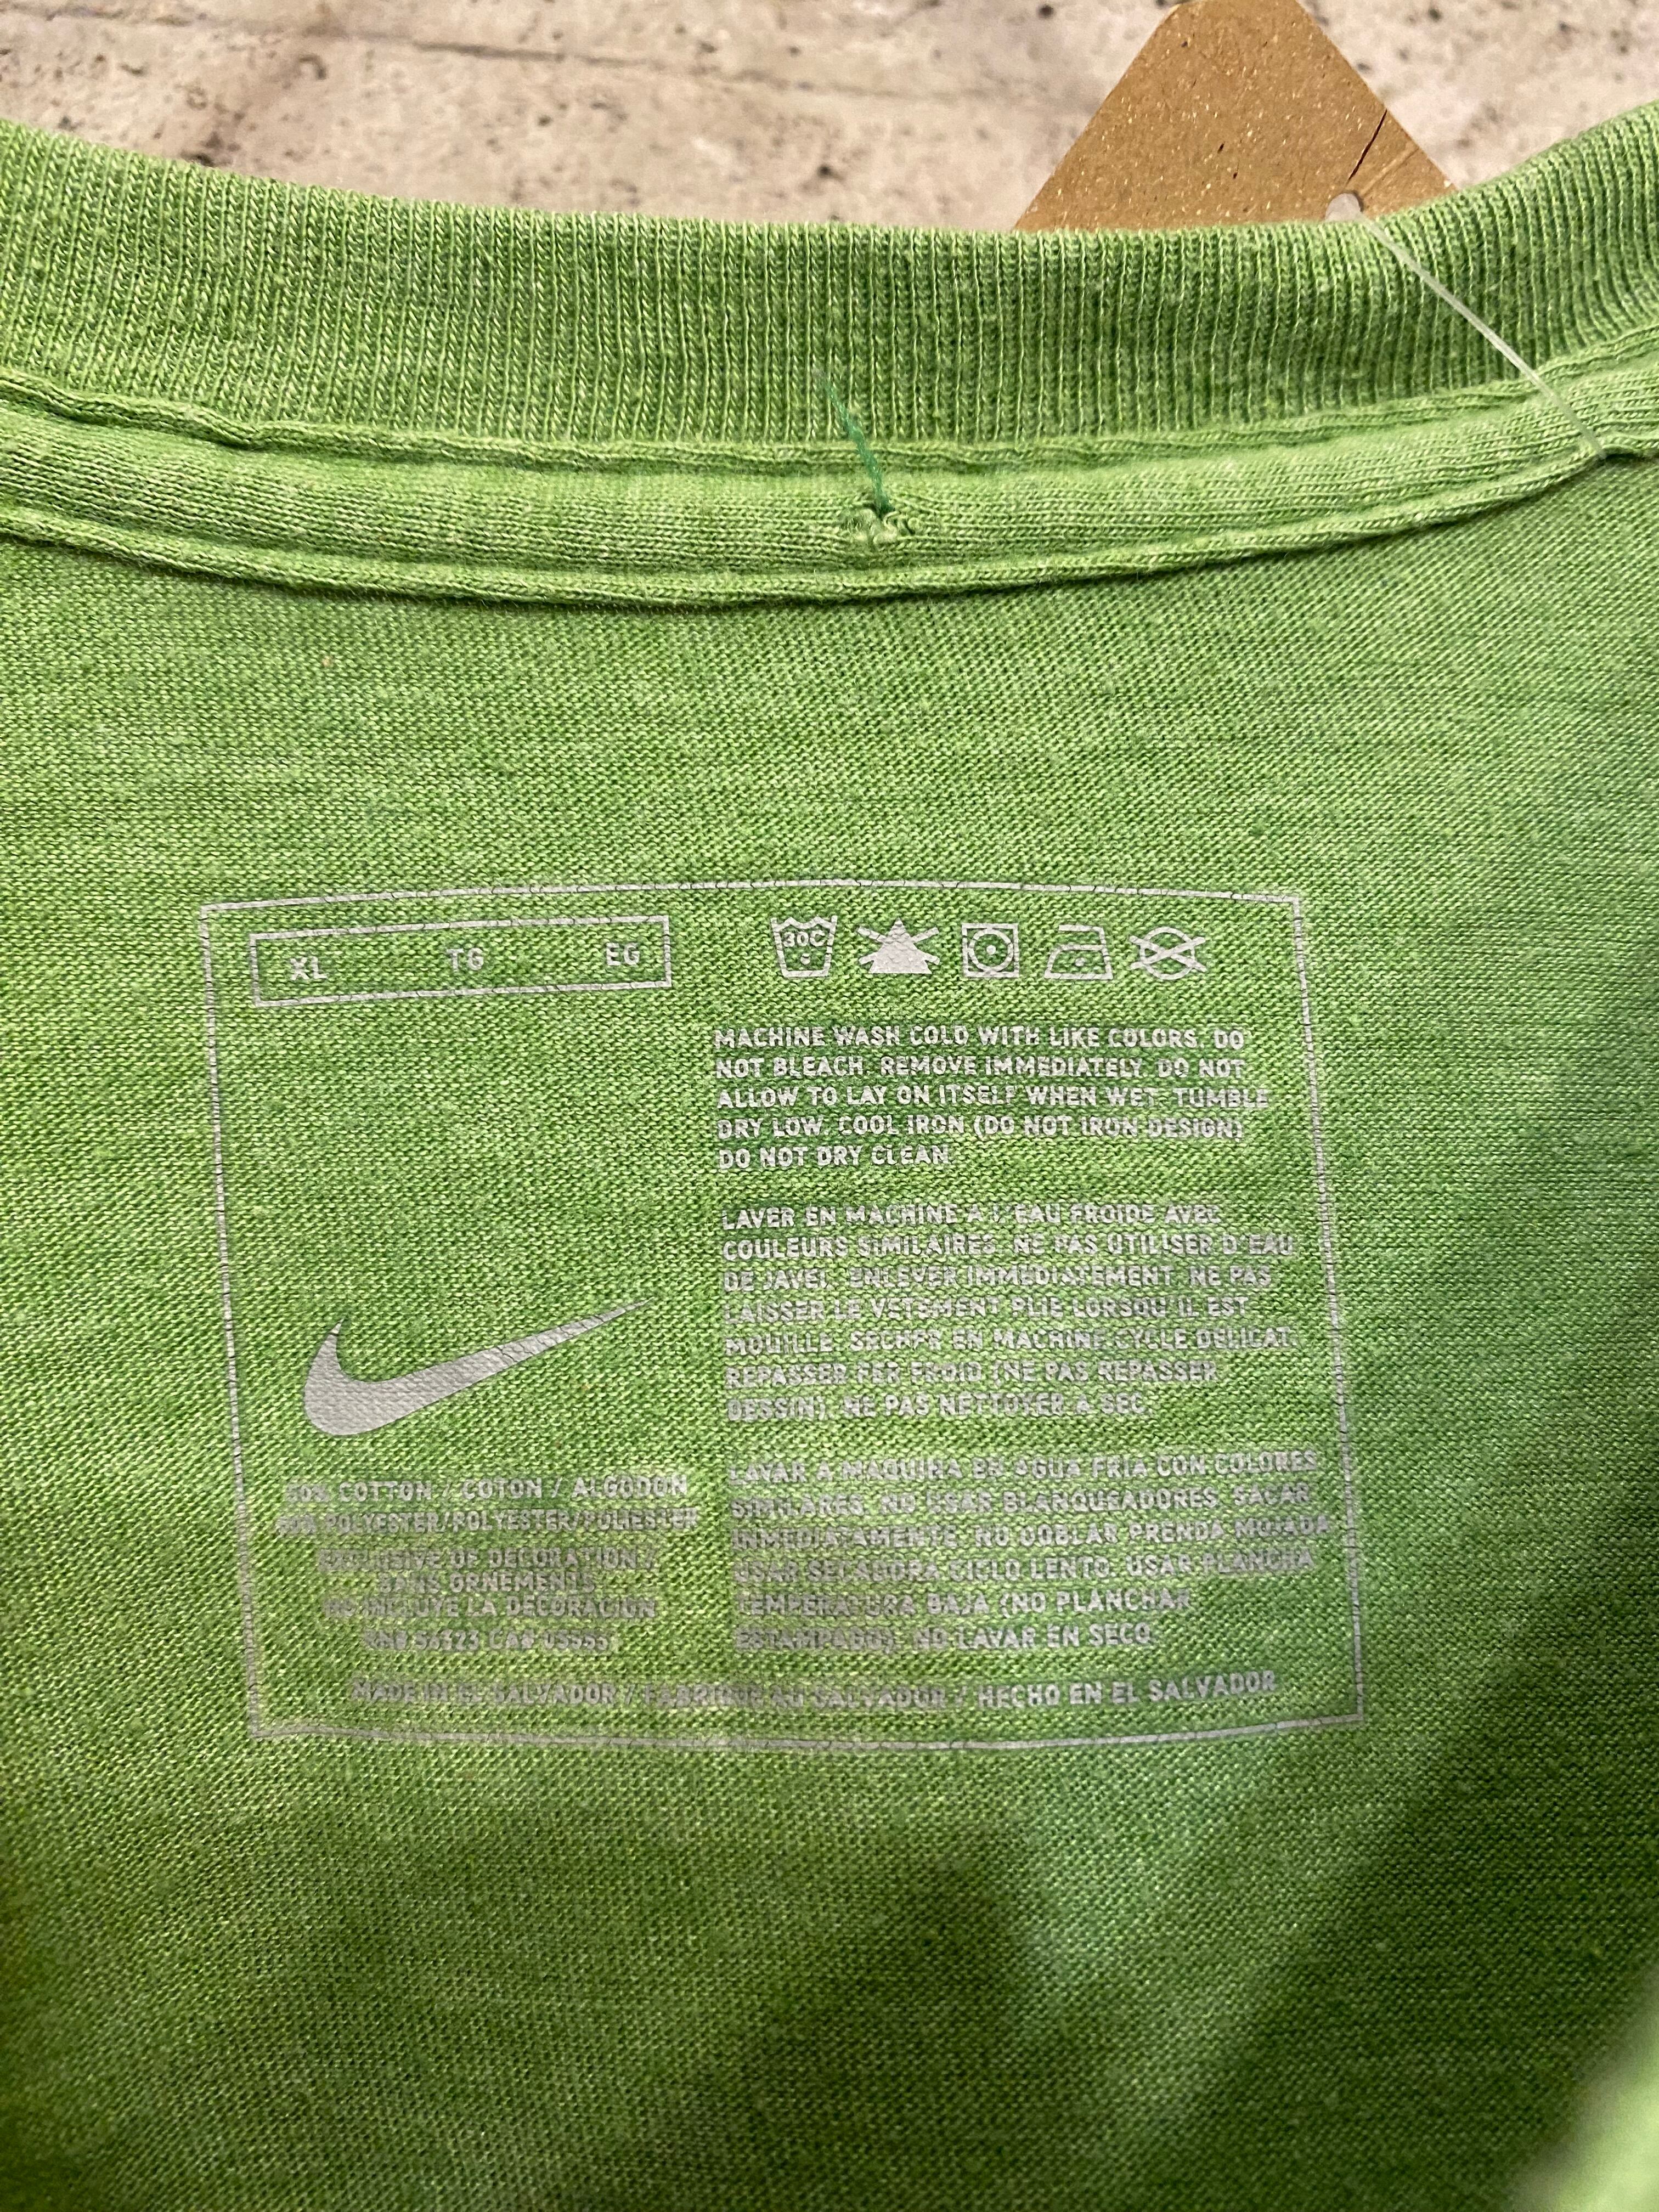 XL TG EG
30C
MACHINE WASH COLD WITH LIKE COLORS. DO
NOT BLEACH. REMOVE IMMEDIATELY. DO NOT
ALLOW TO LAY ON ITSELF WHEN WET. TUMBLE
DRY LOW. COOL IRON (DO NOT IRON DESIGN)
DO NOT DRY CLEAN.
LAVER EN MACHINE A L'EAU FROIDE AVEC
COULEURS SIMILAIRES. NE PAS UTILISER D'EAU
DE JAVEL. ENLEVER IMMEDIATEMENT. NE PAS
LAISSER LE VETEMENT PLIE LORSQU'IL EST
MOUILLE. SECHER EN MACHINE CYCLE DELICAT.
REPASSER FER FROID (NE PAS REPASSER
DESSIN). NE PAS NETTOYER A SEC.
LAVAR A MAQUINA EN AGUA FRIA CON COLORES
SIMILARES. NO USAR BLANQUEADORES. SACAR
INMEDIATAMENTE. NO DOBLAR PRENDA MOJADA.
USAR SECADORA CICLO LENTO. USAR PLANCHA
TEMPERATURA BAJA (NO PLANCHAR
ESTAMPADO). NO LAVAR EN SECO.
COTTON / COTON / ALGODON
POLYESTER/POLYESTER/POLIESTER
EXCLUSIVE OF DECORATION /
SANS ORNEMENTS
NO INCLUYE LA DECORACION
RN# 56323 CA# 05553
MADE IN EL SALVADOR / FABRIQUE AU SALVADOR / HECHO EN EL SALVADOR